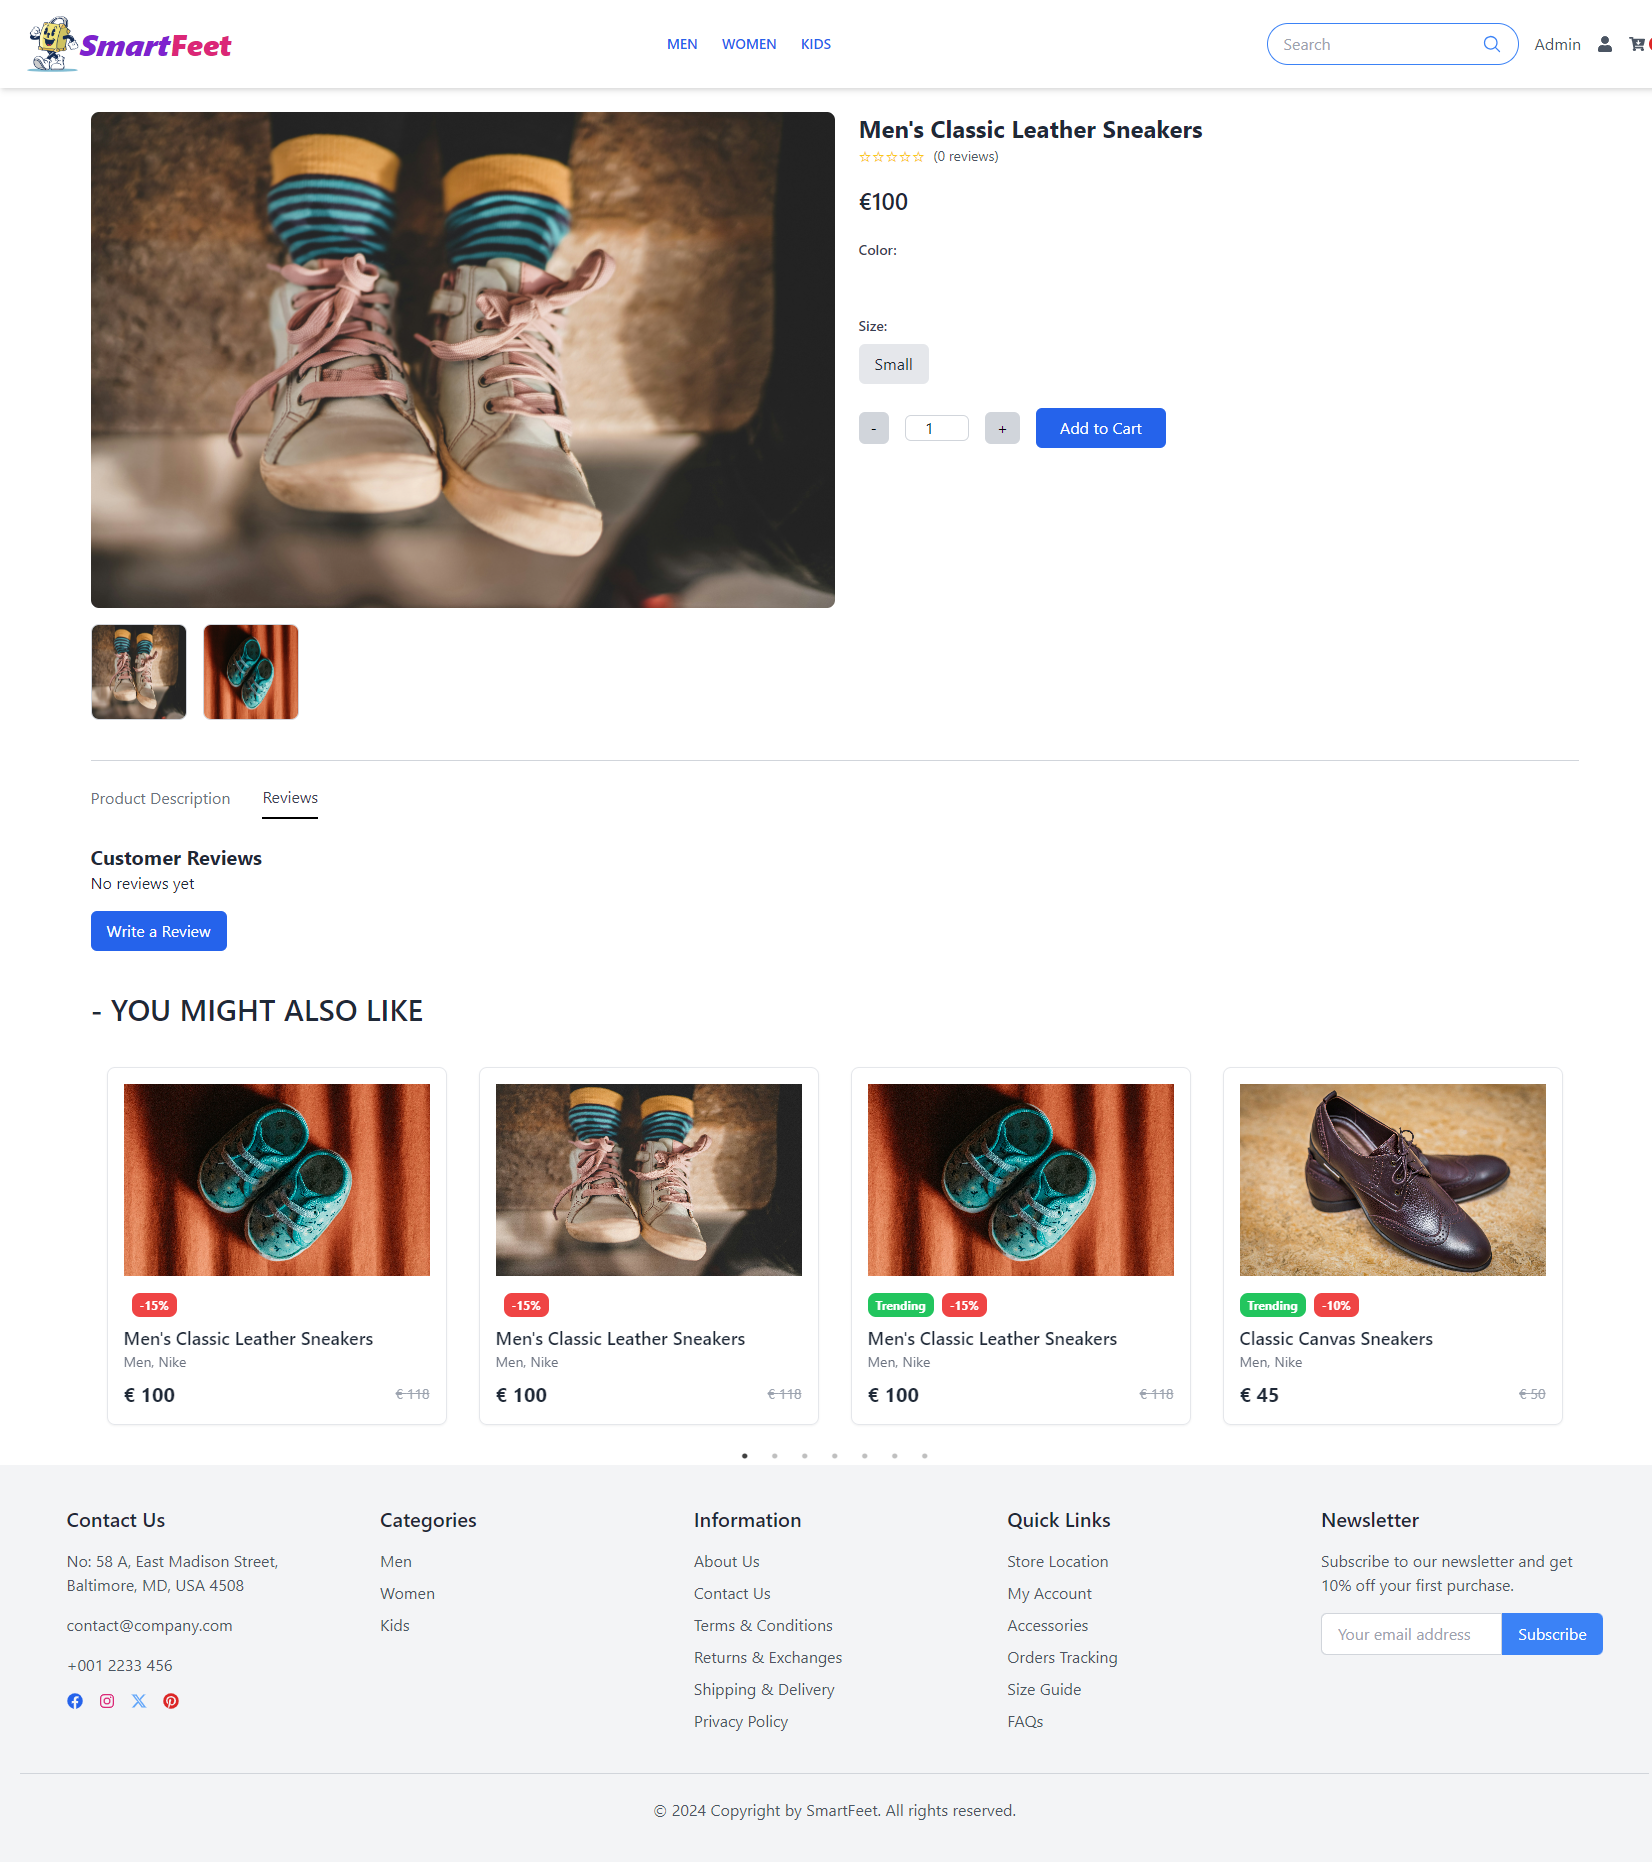 SmartFeet
MEN WOMEN KIDS
Search
Admin
Men's Classic Leather Sneakers
☆☆☆☆☆ (0 reviews)
€100
Color:
Size:
Small
- 1 + Add to Cart
Product Description Reviews
Customer Reviews
No reviews yet
Write a Review
- YOU MIGHT ALSO LIKE
-15%
Men's Classic Leather Sneakers
Men, Nike
€ 100 € 118
-15%
Men's Classic Leather Sneakers
Men, Nike
€ 100 € 118
Trending -15%
Men's Classic Leather Sneakers
Men, Nike
€ 100 € 118
Trending -10%
Classic Canvas Sneakers
Men, Nike
€ 45 € 50
Contact Us
No: 58 A, East Madison Street,
Baltimore, MD, USA 4508
contact@company.com
+001 2233 456
Categories
Men
Women
Kids
Information
About Us
Contact Us
Terms & Conditions
Returns & Exchanges
Shipping & Delivery
Privacy Policy
Quick Links
Store Location
My Account
Accessories
Orders Tracking
Size Guide
FAQs
Newsletter
Subscribe to our newsletter and get
10% off your first purchase.
Your email address Subscribe
© 2024 Copyright by SmartFeet. All rights reserved.